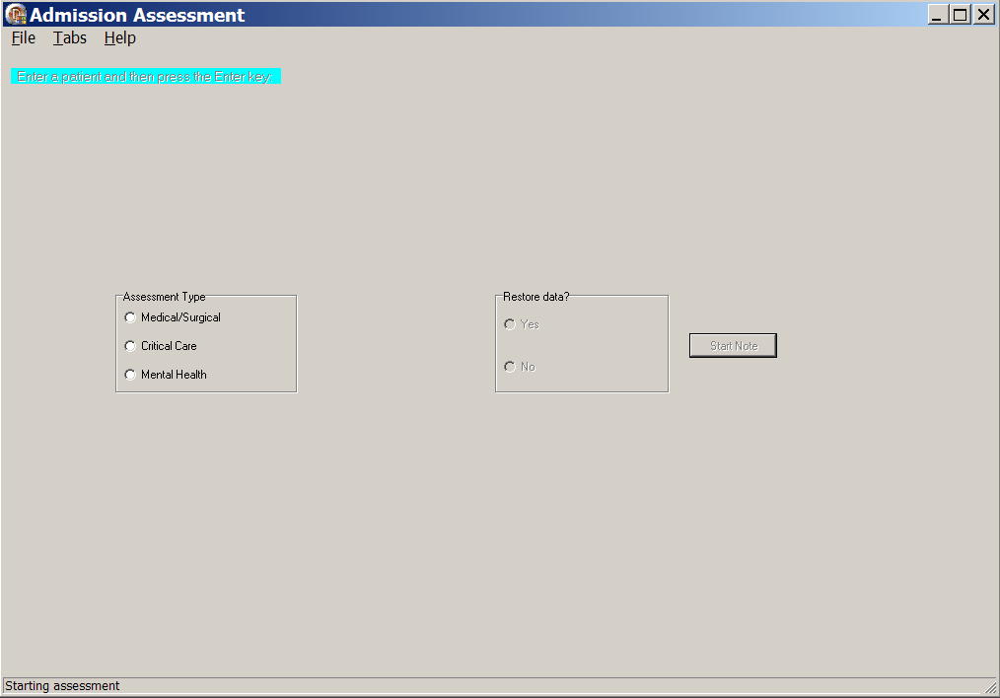 Admission Assessment
File Tabs Help
Enter a patient and then press the Enter key
Assessment Type
Medical/Surgical
Critical Care
Mental Health
Restore data?
Yes
No
Start Note
Starting assessment